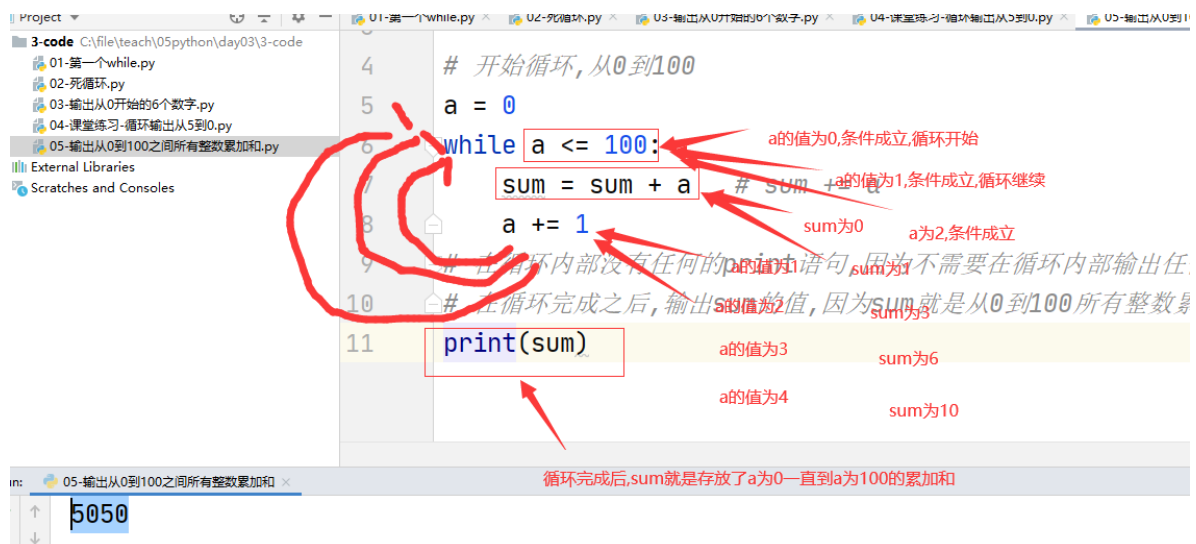 Project
01-第一个while.py
02-死循环.py
03-输出从0开始的6个数字.py
04-课堂练习-循环输出从5到0.py
3-code C:\file\teach\05python\day03\3-code
01-第一个while.py
02-死循环.py
03-输出从0开始的6个数字.py
04-课堂练习-循环输出从5到0.py
05-输出从0到100之间所有整数累加和.py
External Libraries
Scratches and Consoles
4 # 开始循环,从0到100
5 a = 0
6 while a <= 100:
7 sum = sum + a # sum += a
8 a += 1
9 # 在循环内部没有任何的print语句,因为不需要在循环内部输出任
10 # 在循环完成之后,输出sum的值,因为sum就是从0到100所有整数累
11 print(sum)
a的值为0,条件成立,循环开始
a的值为1,条件成立,循环继续
sum为0
a为2,条件成立
a的值为1
sum为1
a的值为2
sum为3
a的值为3
sum为6
a的值为4
sum为10
循环完成后,sum就是存放了a为0一直到a为100的累加和
05-输出从0到100之间所有整数累加和
5050